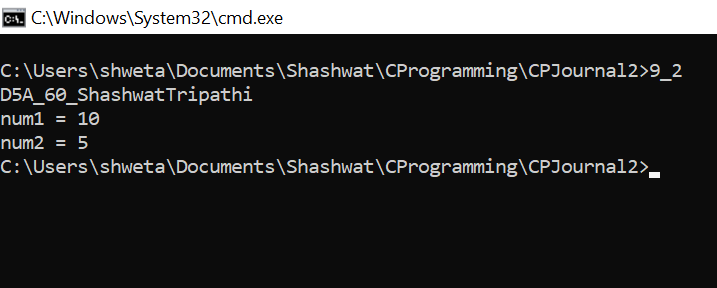 C:\Windows\System32\cmd.exe
C:\Users\shweta\Documents\Shashwat\CProgramming\CPJournal2>9_2
D5A_60_ShashwatTripathi
num1 = 10
num2 = 5
C:\Users\shweta\Documents\Shashwat\CProgramming\CPJournal2>